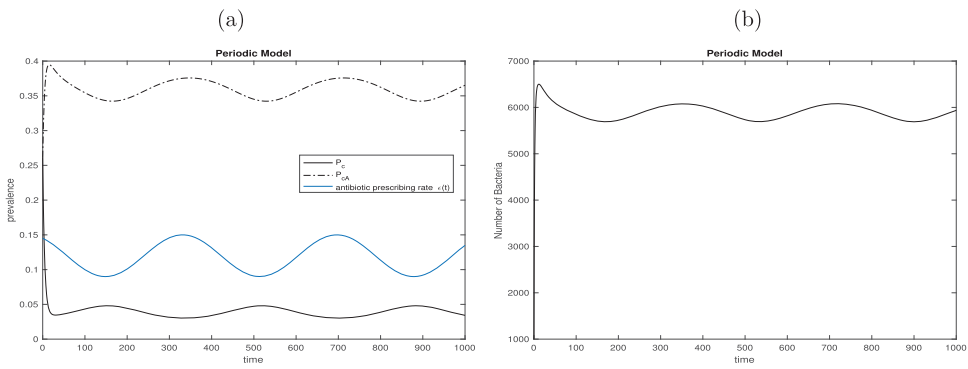 (a)
Periodic Model
0.4
0.35
0.3
0.25
0.2
0.15
0.1
0.05
0
prevalence
P_c
P_cA
antibiotic prescribing rate ε(t)
0 100 200 300 400 500 600 700 800 900 1000
time
(b)
Periodic Model
7000
6000
5000
4000
3000
2000
1000
Number of Bacteria
0 100 200 300 400 500 600 700 800 900 1000
time